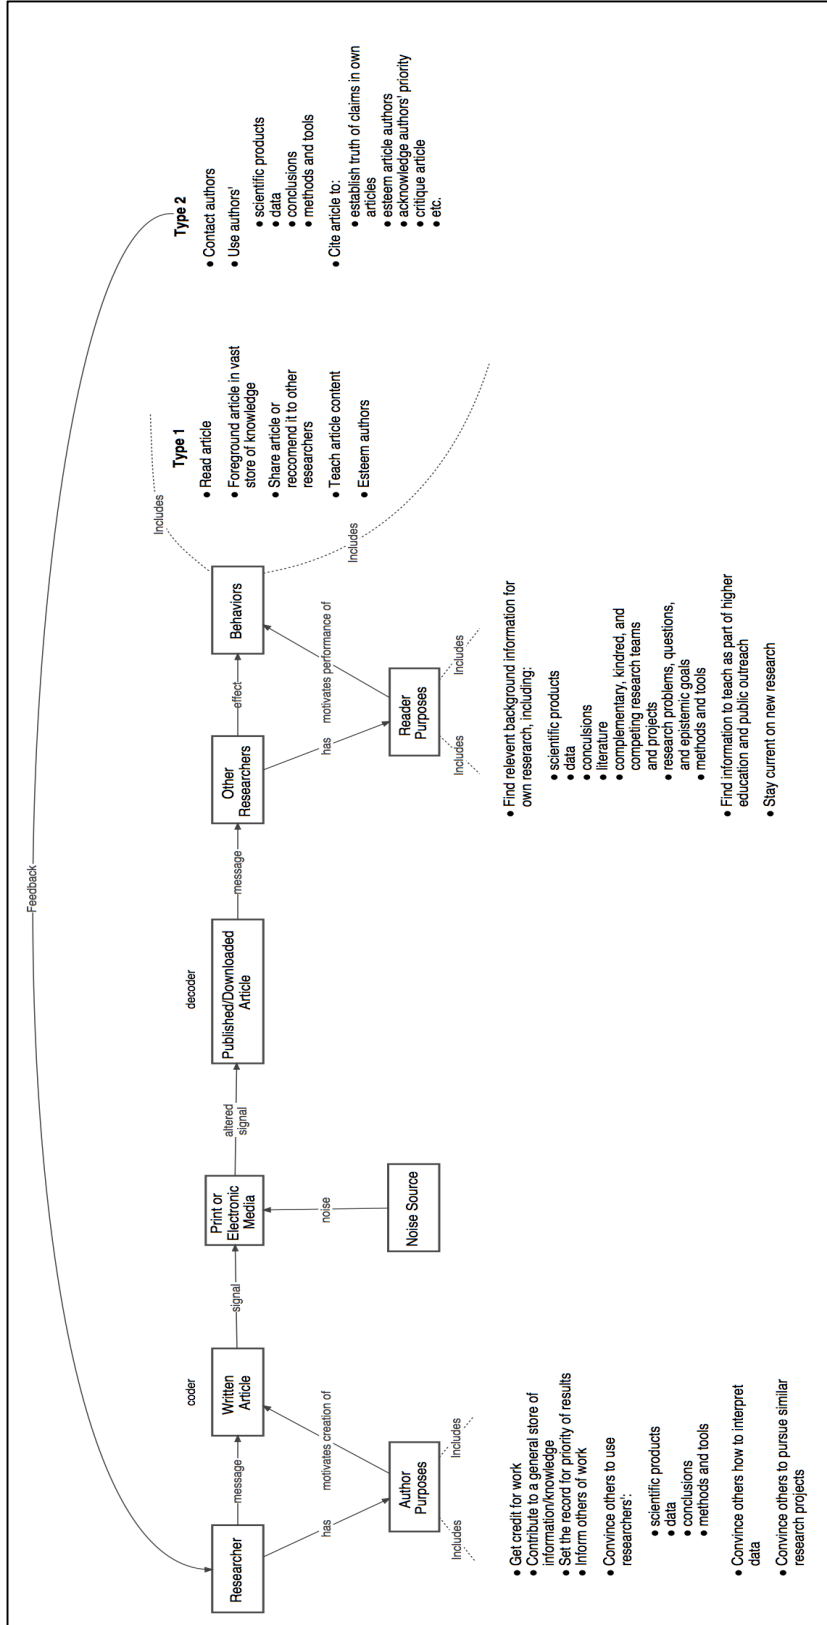 Feedback
Researcher
message
coder
Written
Article
signal
Print or
Electronic
Media
altered
signal
decoder
Published/Downloaded
Article
message
Other
Researchers
effect
Behaviors
has
Author
Purposes
motivates creation of
Includes
Includes
noise
Noise Source
has
Reader
Purposes
motivates performance of
Includes
Includes
Includes
Includes
• Get credit for work
• Contribute to a general store of
information/knowledge
• Set the record for priority of results
• Inform others of work
• Convince others to use
researchers':
• scientific products
• data
• conclusions
• methods and tools
• Convince others how to interpret
data
• Convince others to pursue similar
research projects
• Find relevent background information for
own reserarch, including:
• scientific products
• data
• conculsions
• literature
• complementary, kindred, and
competing research teams
and projects
• research problems, questions,
and epistemic goals
• methods and tools
• Find information to teach as part of higher
education and public outreach
• Stay current on new research
Type 1
• Read article
• Foreground article in vast
store of knowledge
• Share article or
reccomend it to other
researchers
• Teach article content
• Esteem authors
Type 2
• Contact authors
• Use authors'
• scientific products
• data
• conclusions
• methods and tools
• Cite article to:
• establish truth of claims in own
articles
• esteem article authors
• acknowledge authors' priority
• critique article
• etc.